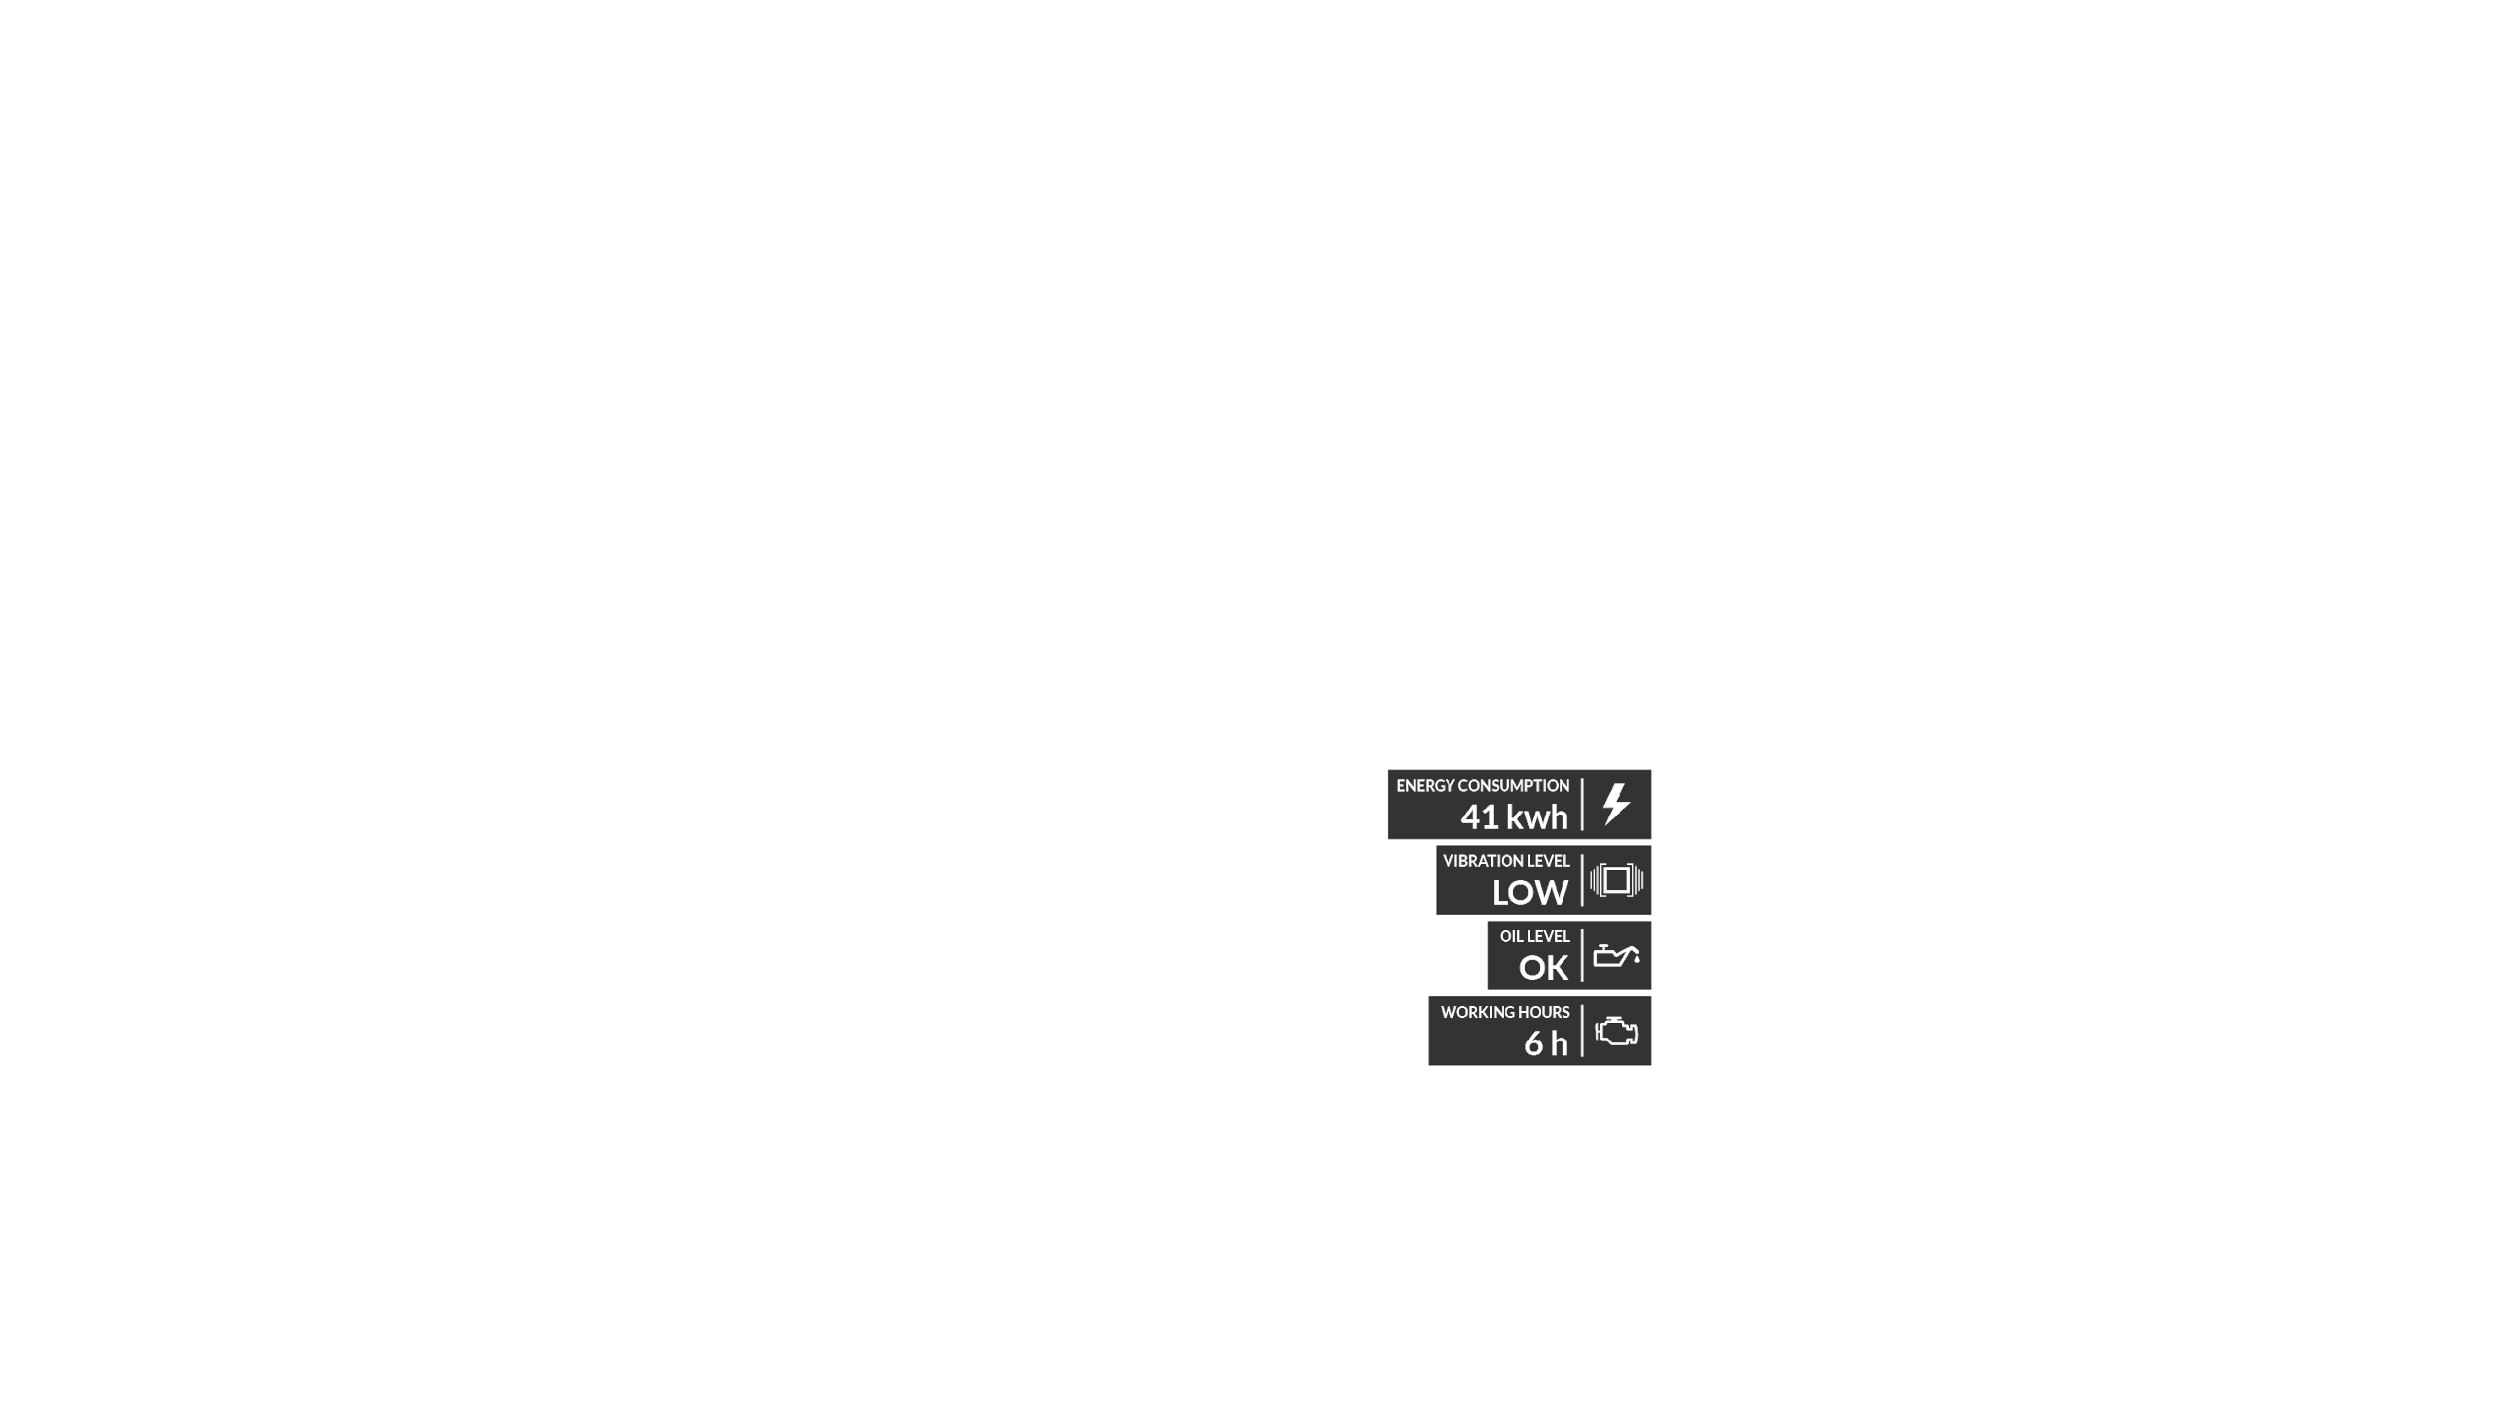 ENERGY CONSUMPTION
41 kwh
VIBRATION LEVEL
LOW
OIL LEVEL
OK
WORKING HOURS
6 h